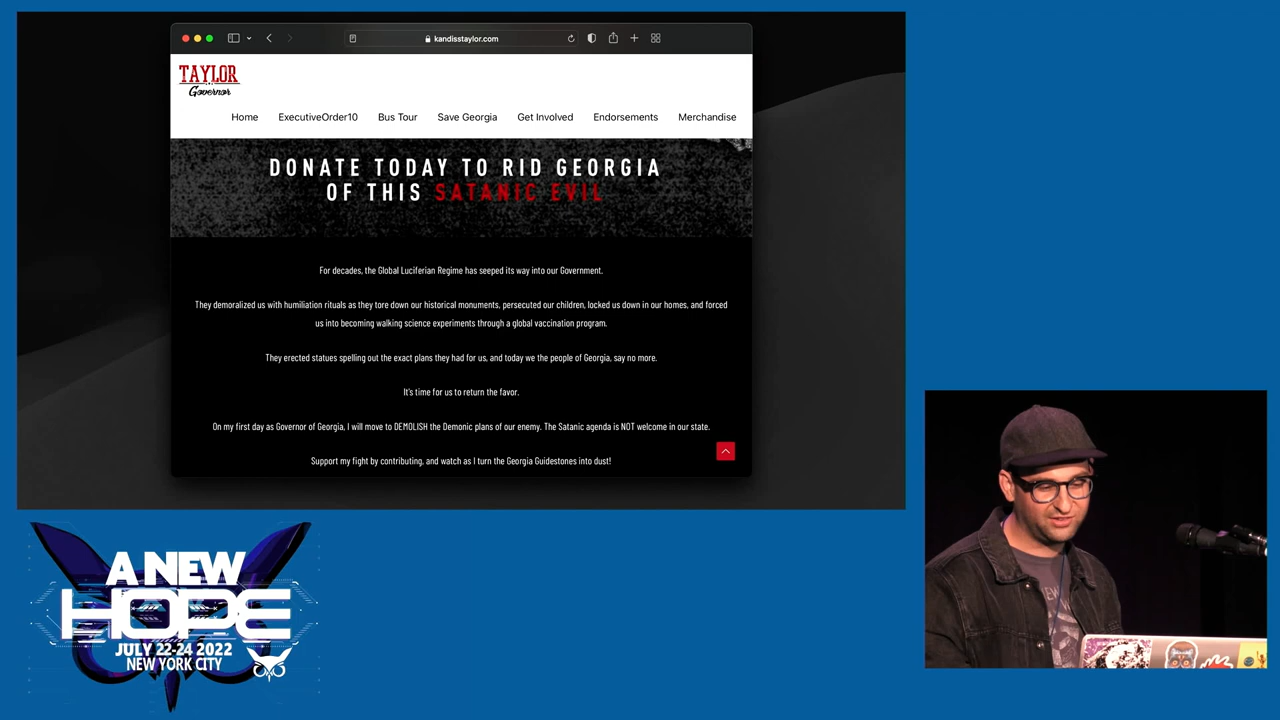 kandisstaylor.com
TAYLOR
Governor
Home ExecutiveOrder10 Bus Tour Save Georgia Get Involved Endorsements Merchandise
DONATE TODAY TO RID GEORGIA
OF THIS SATANIC EVIL
For decades, the Global Luciferian Regime has seeped its way into our Government.
They demoralized us with humiliation rituals as they tore down our historical monuments, persecuted our children, locked us down in our homes, and forced
us into becoming walking science experiments through a global vaccination program.
They erected statues spelling out the exact plans they had for us, and today we the people of Georgia, say no more.
It's time for us to return the favor.
On my first day as Governor of Georgia, I will move to DEMOLISH the Demonic plans of our enemy. The Satanic agenda is NOT welcome in our state.
Support my fight by contributing, and watch as I turn the Georgia Guidestones into dust!
A NEW
HOPE
JULY 22-24 2022
NEW YORK CITY